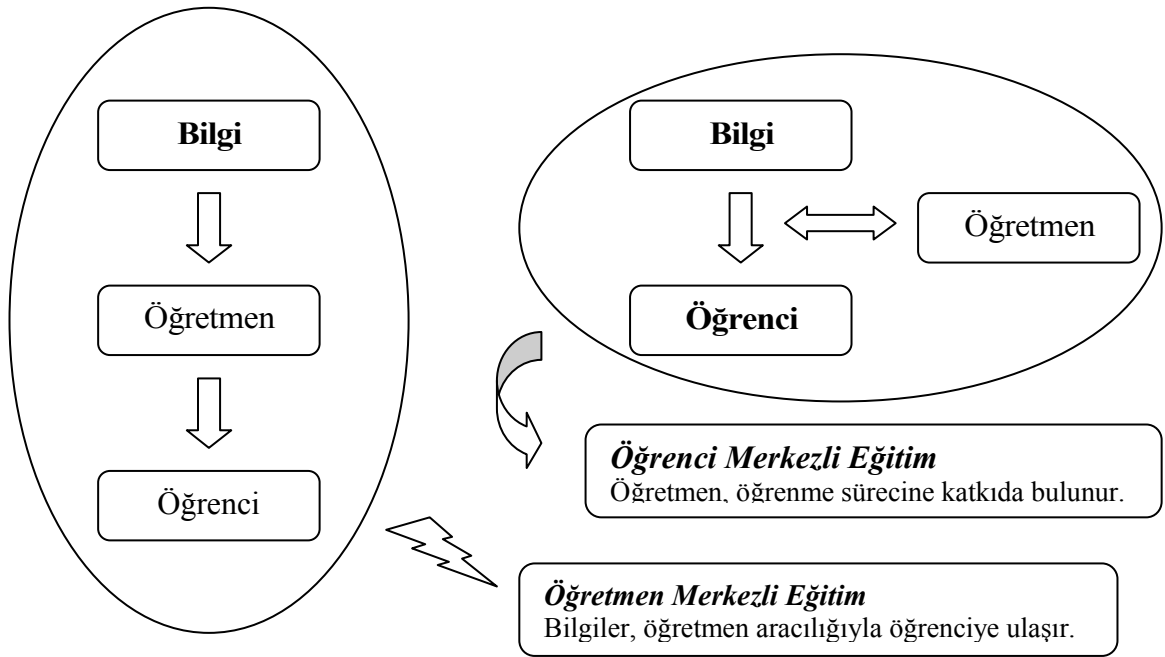 Bilgi
Öğretmen
Öğrenci
Bilgi
Öğretmen
Öğrenci
Öğrenci Merkezli Eğitim
Öğretmen, öğrenme sürecine katkıda bulunur.
Öğretmen Merkezli Eğitim
Bilgiler, öğretmen aracılığıyla öğrenciye ulaşır.